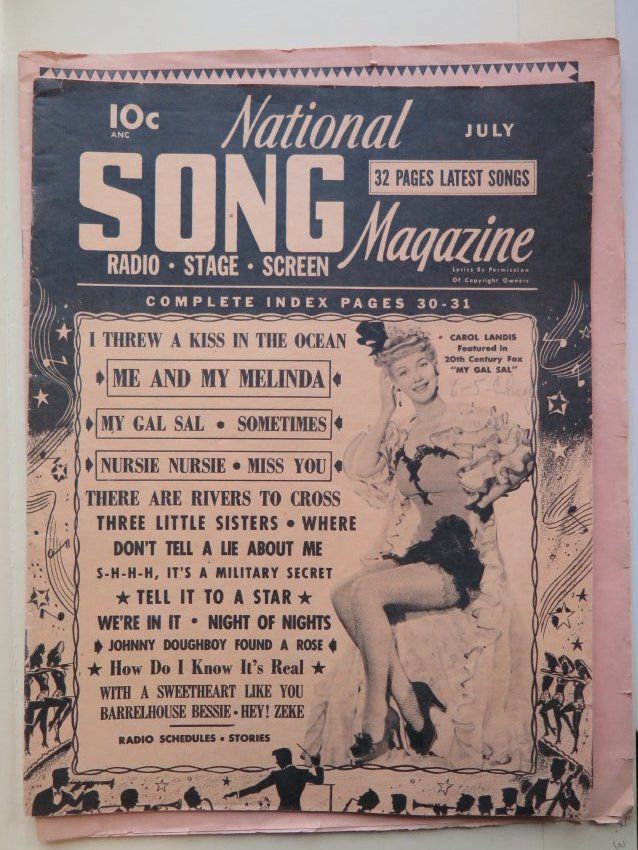 10c
ANC
National
JULY
SONG
32 PAGES LATEST SONGS
Magazine
RADIO • STAGE • SCREEN
Lyrics By Permission
Of Copyright Owners
COMPLETE INDEX PAGES 30-31
I THREW A KISS IN THE OCEAN
• CAROL LANDIS
Featured in
20th Century Fox
"MY GAL SAL"
ME AND MY MELINDA
MY GAL SAL • SOMETIMES
NURSIE NURSIE • MISS YOU
THERE ARE RIVERS TO CROSS
THREE LITTLE SISTERS • WHERE
DON'T TELL A LIE ABOUT ME
S-H-H-H, IT'S A MILITARY SECRET
★ TELL IT TO A STAR ★
WE'RE IN IT • NIGHT OF NIGHTS
JOHNNY DOUGHBOY FOUND A ROSE
★ How Do I Know It's Real ★
WITH A SWEETHEART LIKE YOU
BARRELHOUSE BESSIE • HEY! ZEKE
RADIO SCHEDULES • STORIES